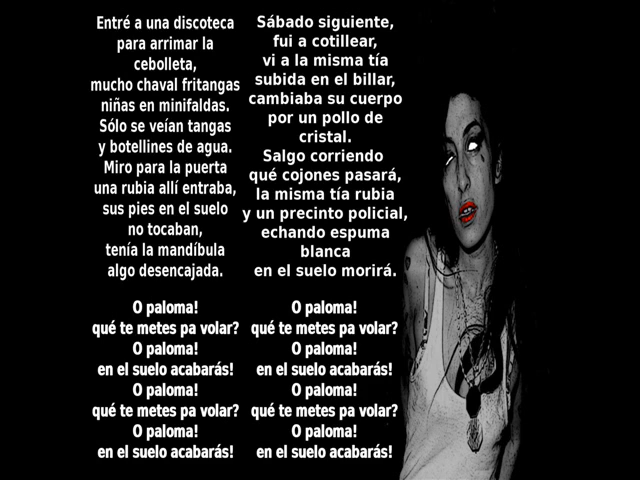 Entré a una discoteca
para arrimar la
cebolleta,
mucho chaval fritangas
niñas en minifaldas.
Sólo se veían tangas
y botellines de agua.
Miro para la puerta
una rubia allí entraba,
sus pies en el suelo
no tocaban,
tenía la mandíbula
algo desencajada.
O paloma!
qué te metes pa volar?
O paloma!
en el suelo acabarás!
O paloma!
qué te metes pa volar?
O paloma!
en el suelo acabarás!
Sábado siguiente,
fui a cotillear,
vi a la misma tía
subida en el billar,
cambiaba su cuerpo
por un pollo de
cristal.
Salgo corriendo
qué cojones pasará,
la misma tía rubia
y un precinto policial,
echando espuma
blanca
en el suelo morirá.
O paloma!
qué te metes pa volar?
O paloma!
en el suelo acabarás!
O paloma!
qué te metes pa volar?
O paloma!
en el suelo acabarás!